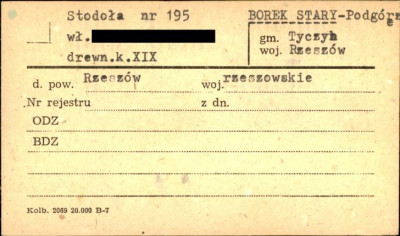 Stodoła nr 195 BOREK STARY-Podgórze
wł. gm. Tyczyn
drewn.k.XIX woj. Rzeszów
d. pow. Rzeszów woj. rzeszowskie
Nr rejestru z dn.
ODZ
BDZ
Kolb. 2069 20.000 B-7